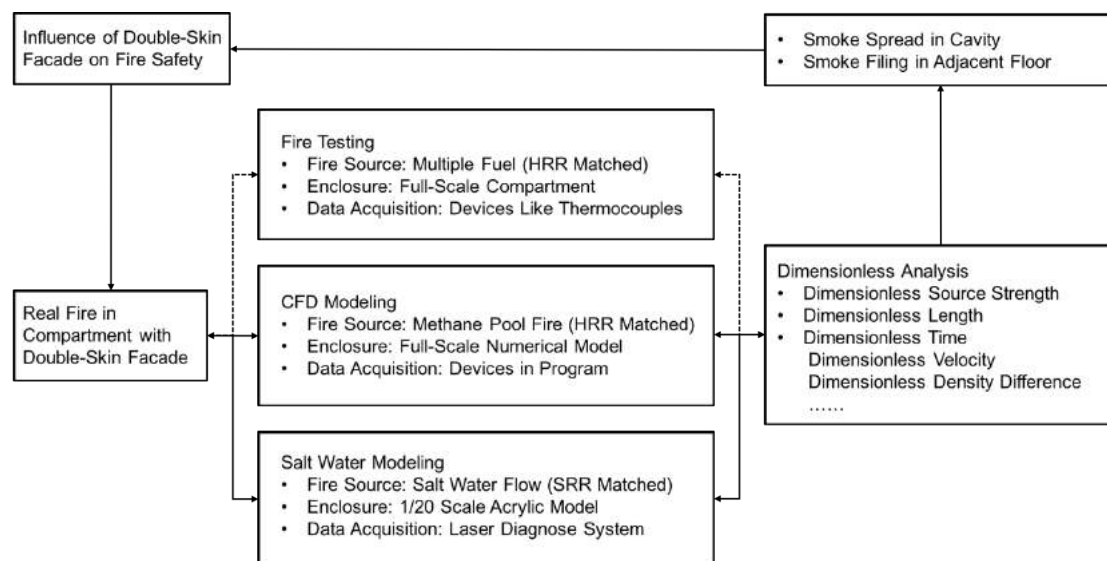 Influence of Double-Skin
Facade on Fire Safety
• Smoke Spread in Cavity
• Smoke Filing in Adjacent Floor
Fire Testing
• Fire Source: Multiple Fuel (HRR Matched)
• Enclosure: Full-Scale Compartment
• Data Acquisition: Devices Like Thermocouples
Real Fire in
Compartment with
Double-Skin Facade
CFD Modeling
• Fire Source: Methane Pool Fire (HRR Matched)
• Enclosure: Full-Scale Numerical Model
• Data Acquisition: Devices in Program
Dimensionless Analysis
• Dimensionless Source Strength
• Dimensionless Length
• Dimensionless Time
Dimensionless Velocity
Dimensionless Density Difference
……
Salt Water Modeling
• Fire Source: Salt Water Flow (SRR Matched)
• Enclosure: 1/20 Scale Acrylic Model
• Data Acquisition: Laser Diagnose System